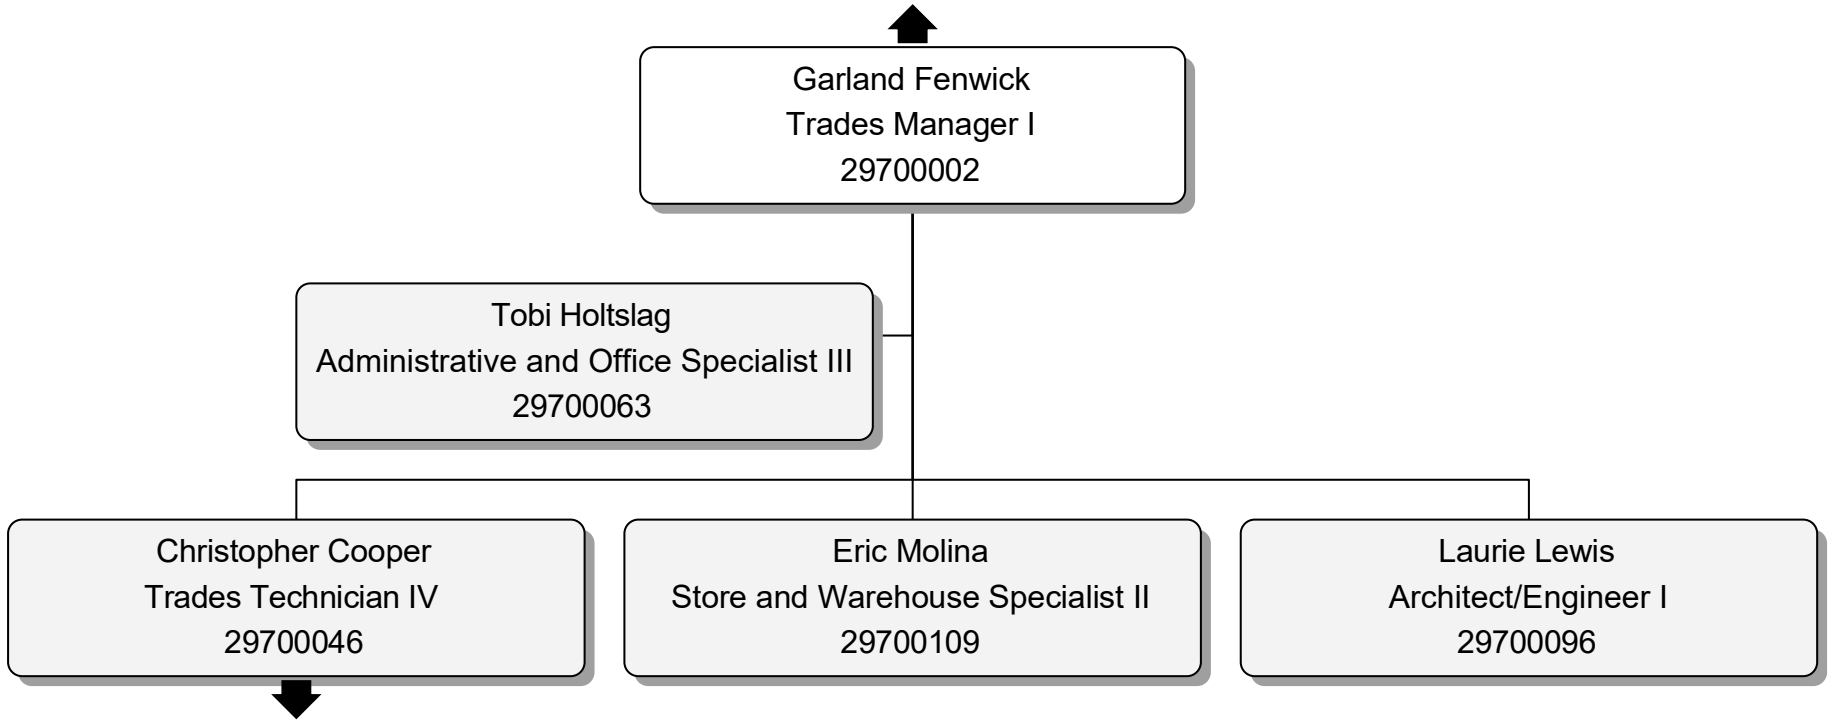 Garland Fenwick
Trades Manager I
29700002
Tobi Holtslag
Administrative and Office Specialist III
29700063
Christopher Cooper
Trades Technician IV
29700046
Eric Molina
Store and Warehouse Specialist II
29700109
Laurie Lewis
Architect/Engineer I
29700096